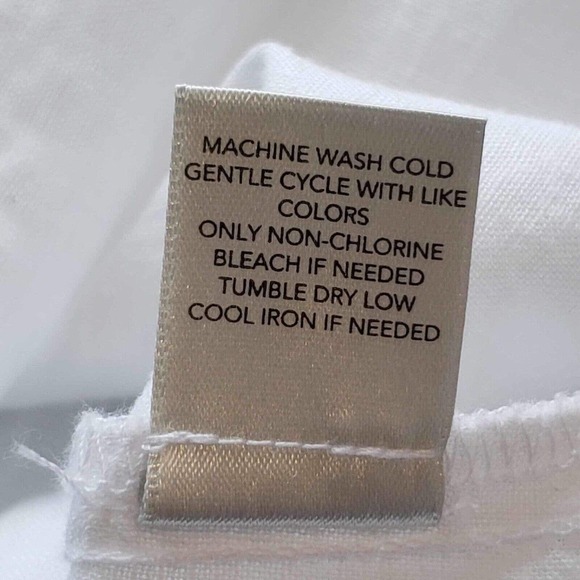 MACHINE WASH COLD
GENTLE CYCLE WITH LIKE
COLORS
ONLY NON-CHLORINE
BLEACH IF NEEDED
TUMBLE DRY LOW
COOL IRON IF NEEDED